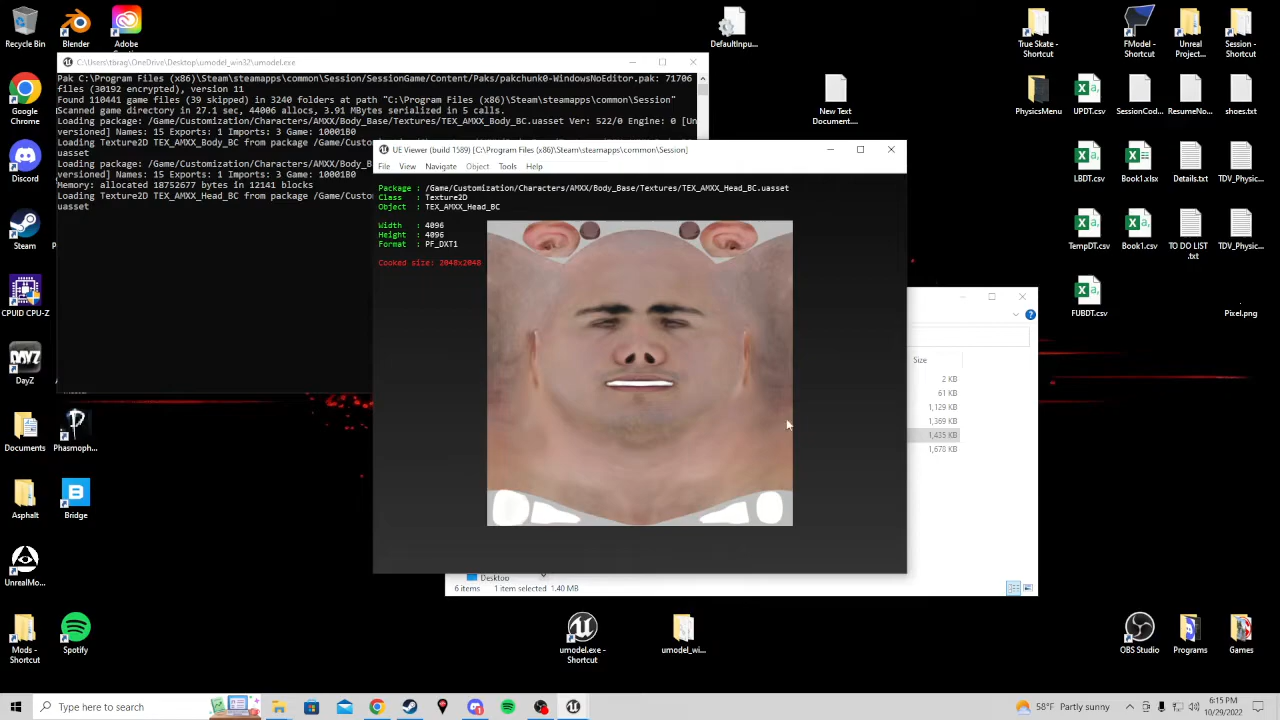 Recycle Bin
Blender
Adobe
Creative Cloud
DefaultInpu...
True Skate -
Shortcut
FModel -
Shortcut
Unreal
Project...
Session -
Shortcut
C:\Users\tbrag\OneDrive\Desktop\umodel_win32\umodel.exe
Pak C:\Program Files (x86)\Steam\steamapps\common\Session/SessionGame/Content/Paks/pakchunk0-WindowsNoEditor.pak: 71706
files (30192 encrypted), version 11
Found 110441 game files (39 skipped) in 3240 folders at path "C:\Program Files (x86)\Steam\steamapps\common\Session"
Scanned game directory in 27.1 sec, 44006 allocs, 3.91 MBytes serialized in 5 calls.
Loading package: /Game/Customization/Characters/AMXX/Body_Base/Textures/TEX_AMXX_Body_BC.uasset Ver: 522/0 Engine: 0 [Un
versioned] Names: 15 Exports: 1 Imports: 3 Game: 10001B0
Loading Texture2D TEX_AMXX_Body_BC from package /Game/Custo
uasset
Loading package: /Game/Customization/Characters/AMXX/Body_B
versioned] Names: 15 Exports: 1 Imports: 3 Game: 10001B0
Memory: allocated 18752677 bytes in 12141 blocks
Loading Texture2D TEX_AMXX_Head_BC from package /Game/Custo
uasset
Google
Chrome
Discord
Steam
CPUID CPU-Z
DayZ
Documents
Phasmoph...
Asphalt
Bridge
UnrealMo...
Mods -
Shortcut
Spotify
New Text
Document...
PhysicsMenu
UPDT.csv
SessionCod...
ResumeNo...
shoes.txt
LBDT.csv
Book1.xlsx
Details.txt
TDV_Physic...
TempDT.csv
Book1.csv
TO DO LIST
.txt
TDV_Physic...
FUBDT.csv
Pixel.png
UE Viewer (build 1589) [C:\Program Files (x86)\Steam\steamapps\common\Session]
File View Navigate Object Tools Help
Package : /Game/Customization/Characters/AMXX/Body_Base/Textures/TEX_AMXX_Head_BC.uasset
Class : Texture2D
Object : TEX_AMXX_Head_BC
Width : 4096
Height : 4096
Format : PF_DXT1
Cooked size: 2048x2048
Size
2 KB
61 KB
1,129 KB
1,369 KB
1,435 KB
1,678 KB
Desktop
6 items 1 item selected 1.40 MB
umodel.exe -
Shortcut
umodel_wi...
OBS Studio
Programs
Games
Type here to search
58°F Partly sunny
6:15 PM
10/29/2022